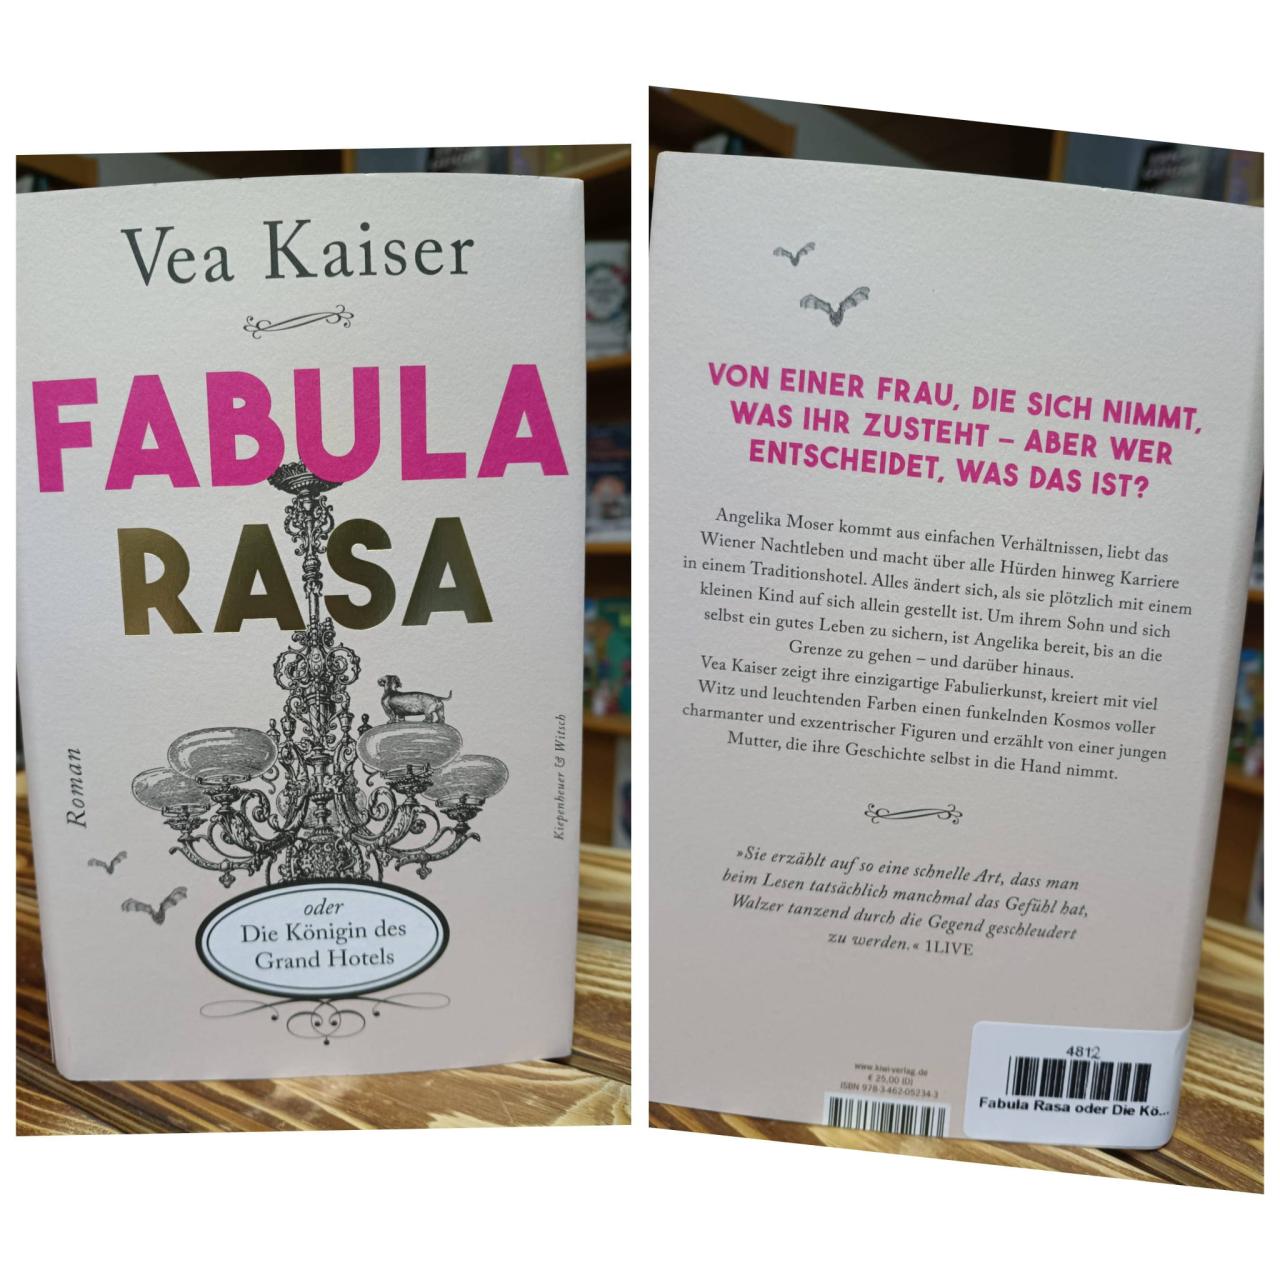 Vea Kaiser
FABULA
RASA
Roman
Kiepenheuer & Witsch
oder
Die Königin des
Grand Hotels
VON EINER FRAU, DIE SICH NIMMT,
WAS IHR ZUSTEHT – ABER WER
ENTSCHEIDET, WAS DAS IST?
Angelika Moser kommt aus einfachen Verhältnissen, liebt das
Wiener Nachtleben und macht über alle Hürden hinweg Karriere
in einem Traditionshotel. Alles ändert sich, als sie plötzlich mit einem
kleinen Kind auf sich allein gestellt ist. Um ihrem Sohn und sich
selbst ein gutes Leben zu sichern, ist Angelika bereit, bis an die
Grenze zu gehen – und darüber hinaus.
Vea Kaiser zeigt ihre einzigartige Fabulierkunst, kreiert mit viel
Witz und leuchtenden Farben einen funkelnden Kosmos voller
charmanter und exzentrischer Figuren und erzählt von einer jungen
Mutter, die ihre Geschichte selbst in die Hand nimmt.
»Sie erzählt auf so eine schnelle Art, dass man
beim Lesen tatsächlich manchmal das Gefühl hat,
Walzer tanzend durch die Gegend geschleudert
zu werden.« 1LIVE
www.kiwi-verlag.de
€ 25,00 (D)
ISBN 978-3-462-05234-3
4812
Fabula Rasa oder Die Kö...